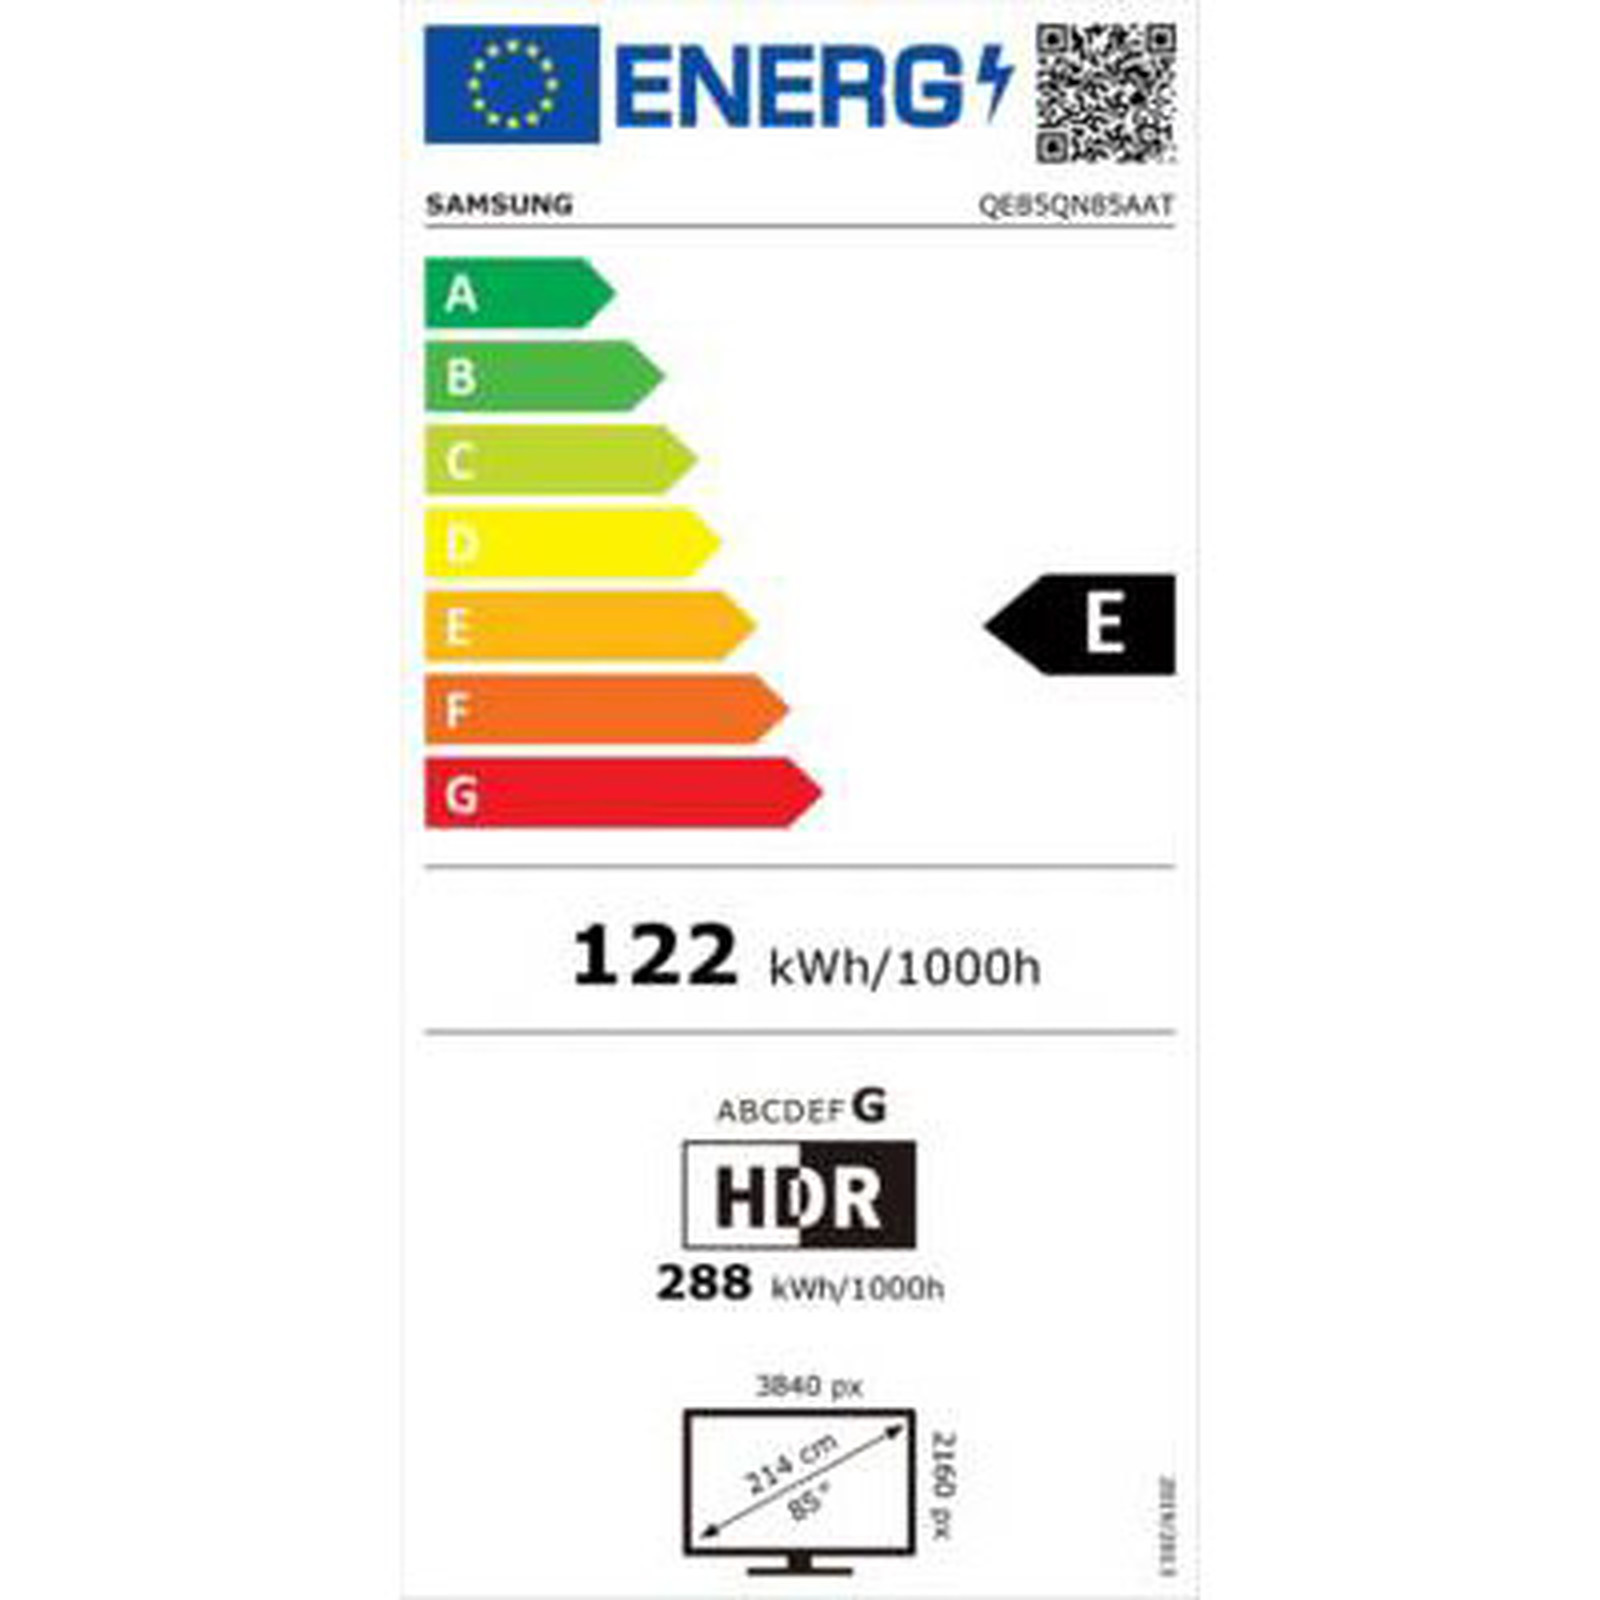 ENERG
SAMSUNG QE85QN85AAT
A
B
C
D
E
E
F
G
122 kWh/1000h
ABCDEFG
HDR
288 kWh/1000h
3840 px
214 cm
85"
2160 px
2019/2013